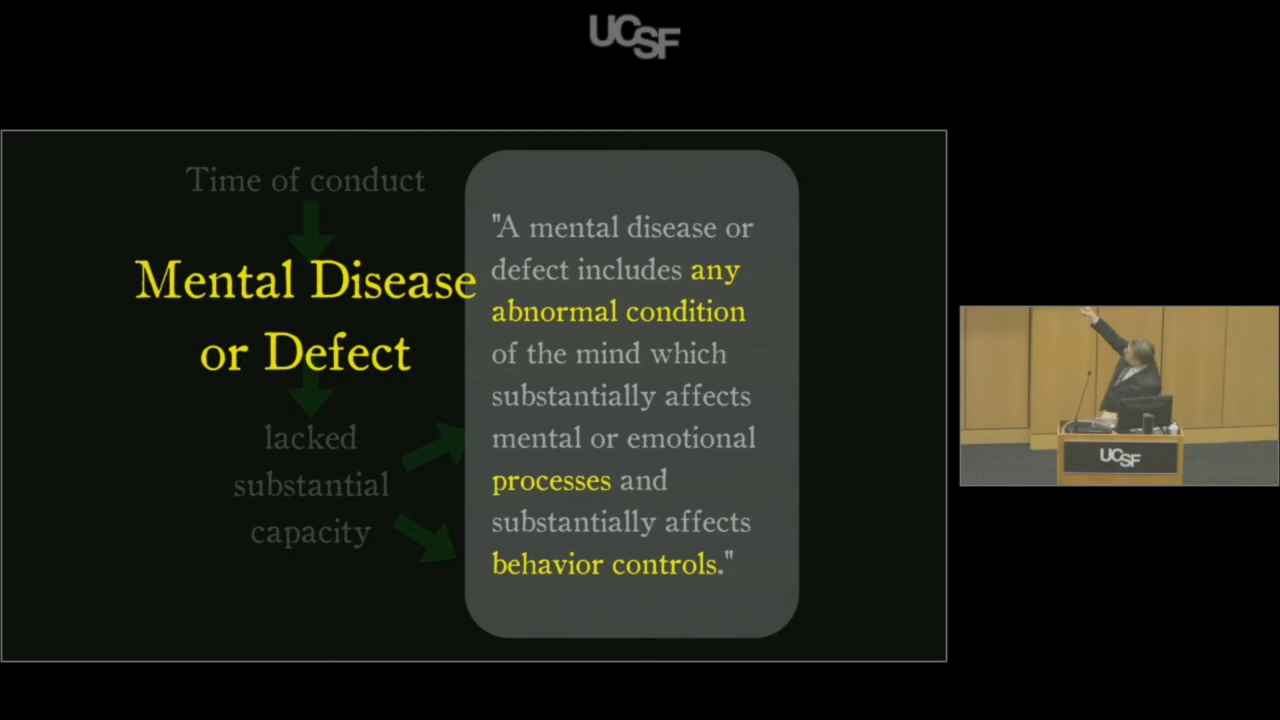 UCSF
Time of conduct
Mental Disease
or Defect
lacked
substantial
capacity
"A mental disease or
defect includes any
abnormal condition
of the mind which
substantially affects
mental or emotional
processes and
substantially affects
behavior controls."
UCSF